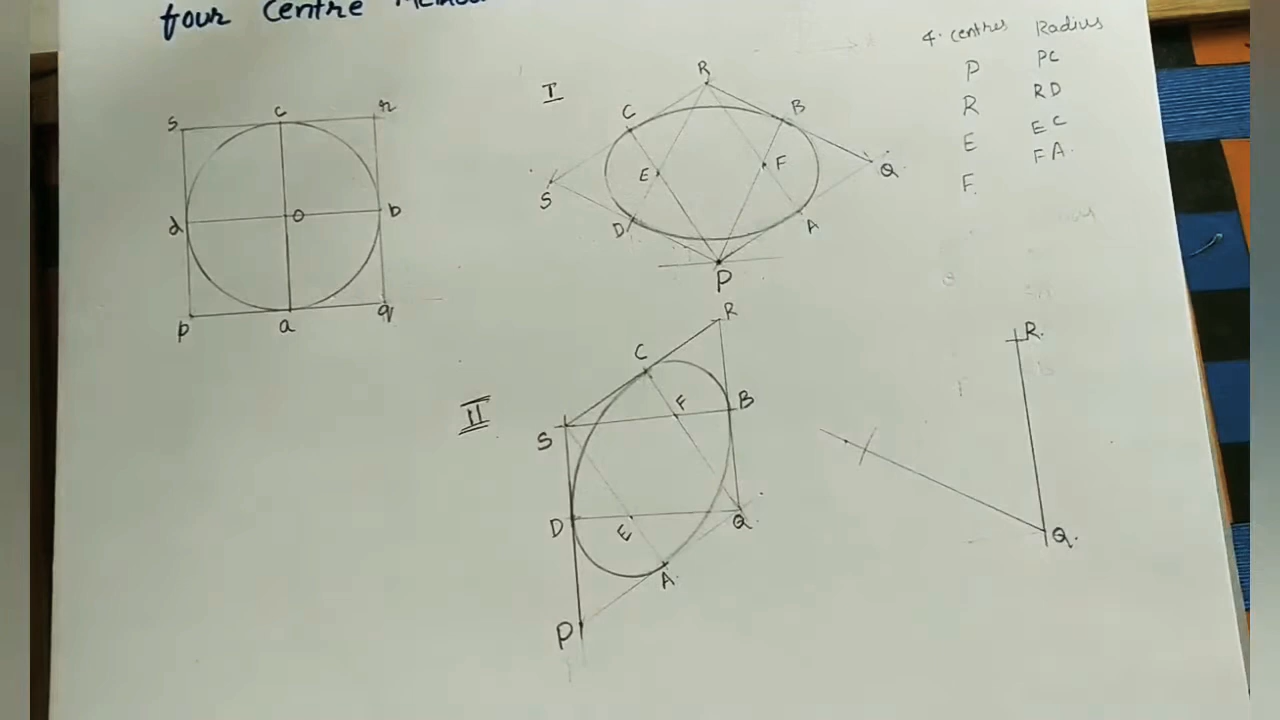 four Centre
4. centres Radius
P PC
R RD
E EC
F. FA.
s c r
d o b
p a q
I
R
C B
S E F Q
D A
P
II
R
C
S F B
D E Q
A
P
R.
Q.